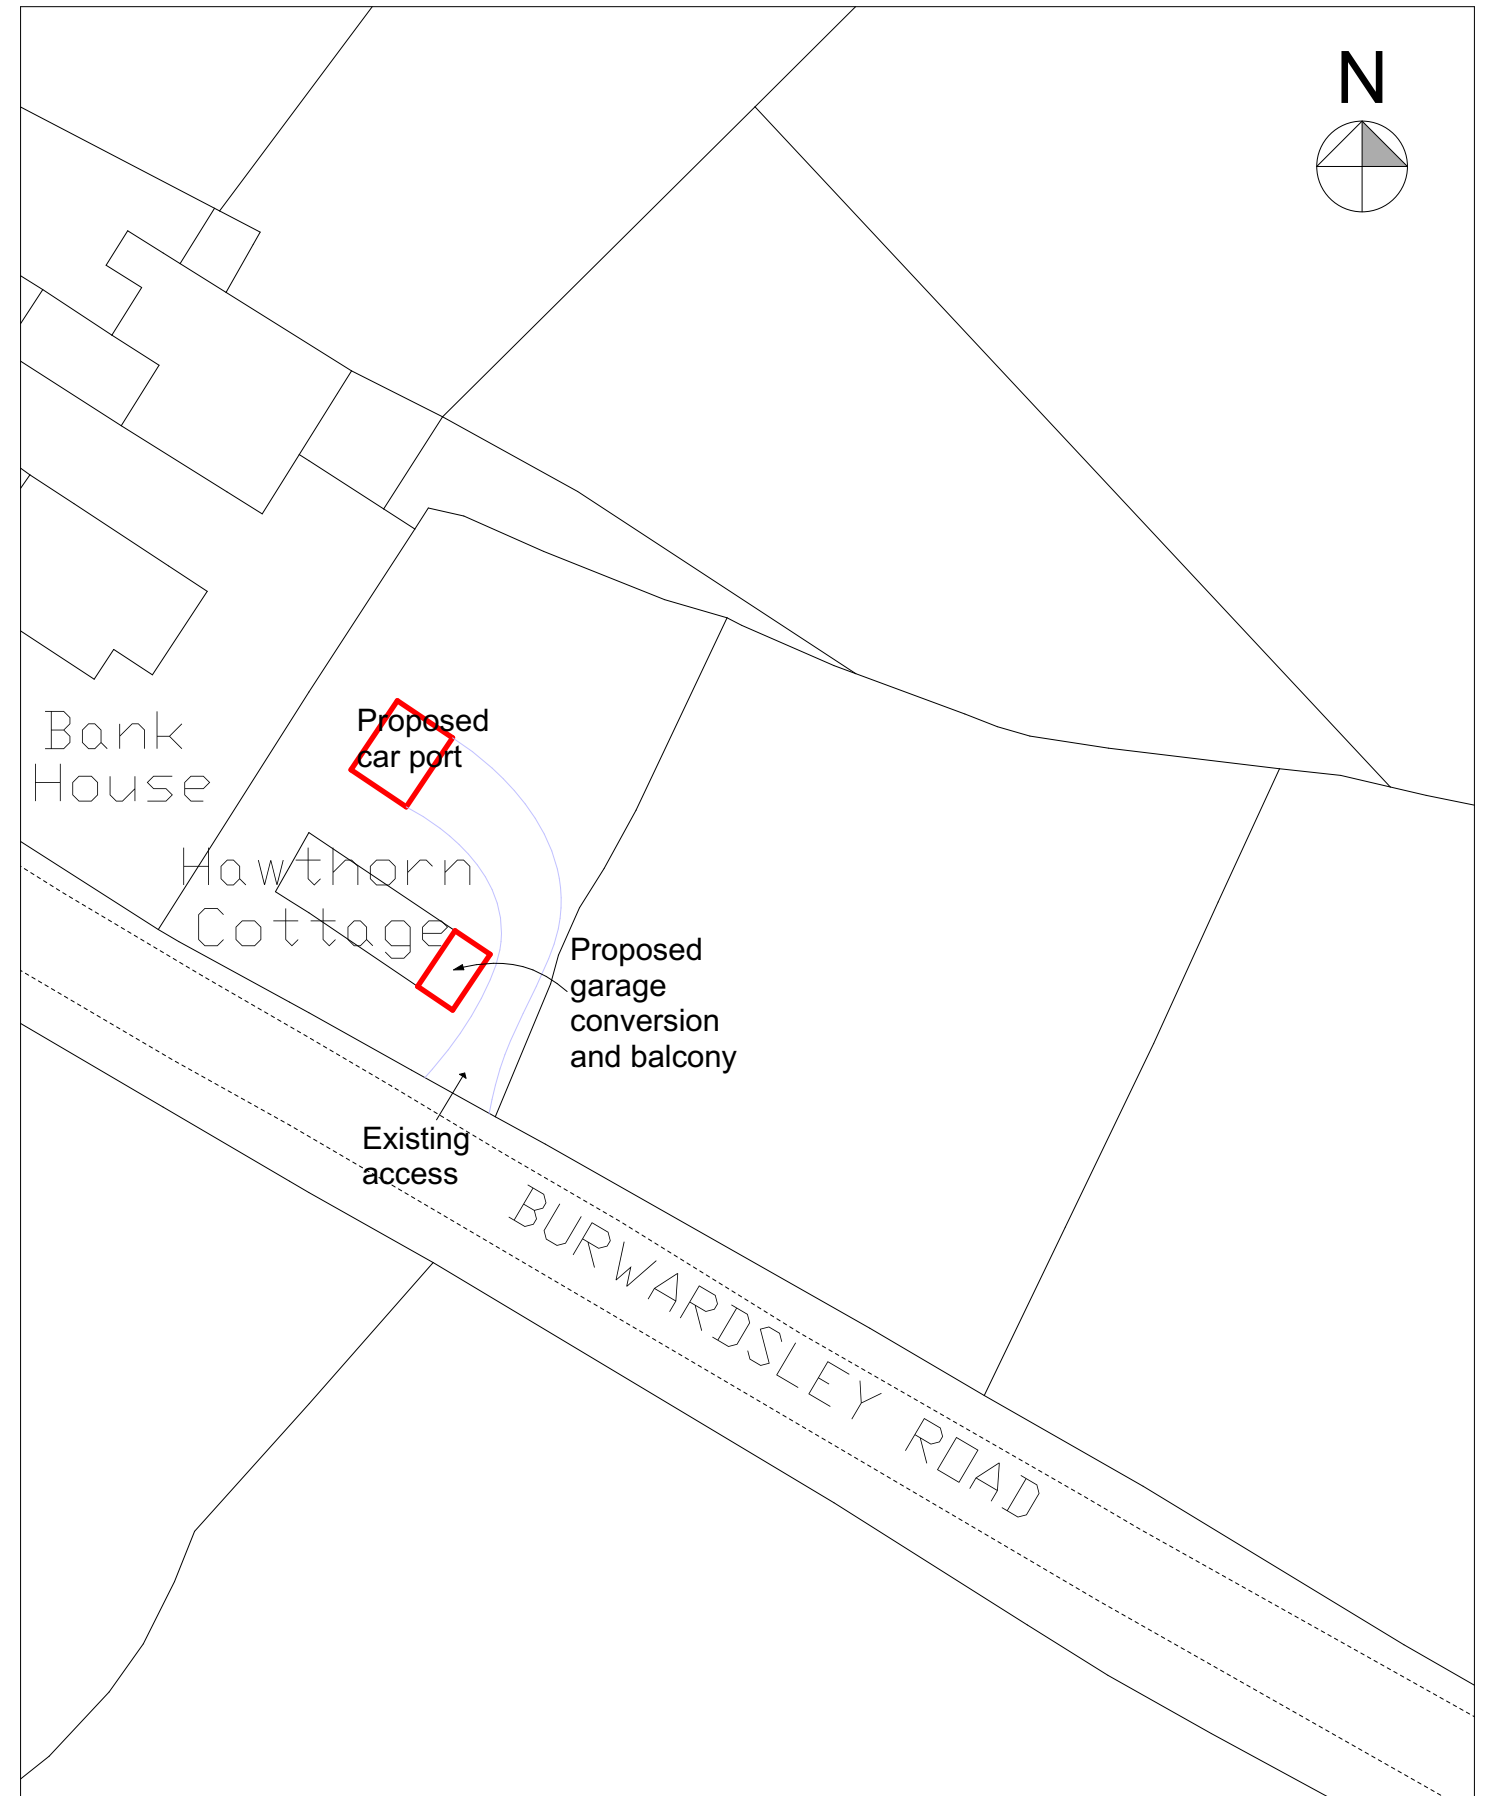 N
Proposed
car port
Bank
House
Hawthorn
Cottage
Proposed
garage
conversion
and balcony
Existing
access
BURWARDSLEY ROAD